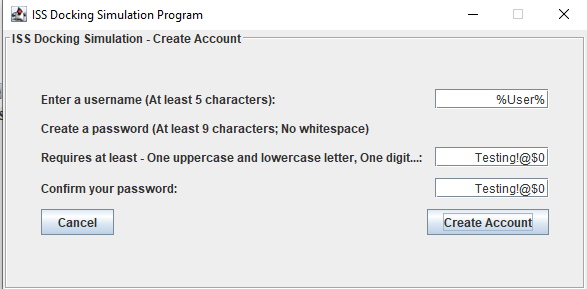 ISS Docking Simulation Program
ISS Docking Simulation - Create Account
Enter a username (At least 5 characters): %User%
Create a password (At least 9 characters; No whitespace)
Requires at least - One uppercase and lowercase letter, One digit...: Testing!@$0
Confirm your password: Testing!@$0
Cancel Create Account